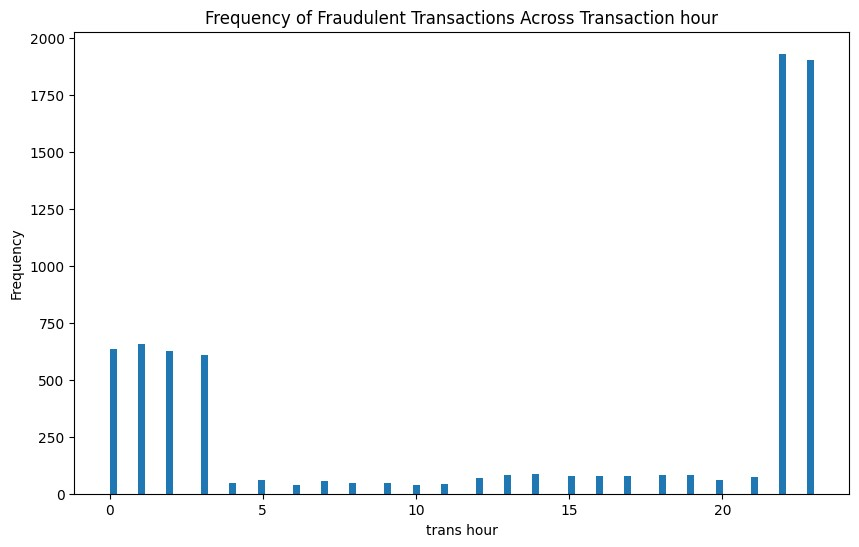 Frequency of Fraudulent Transactions Across Transaction hour
2000
1750
1500
1250
1000
750
500
250
0
Frequency
0 5 10 15 20
trans hour